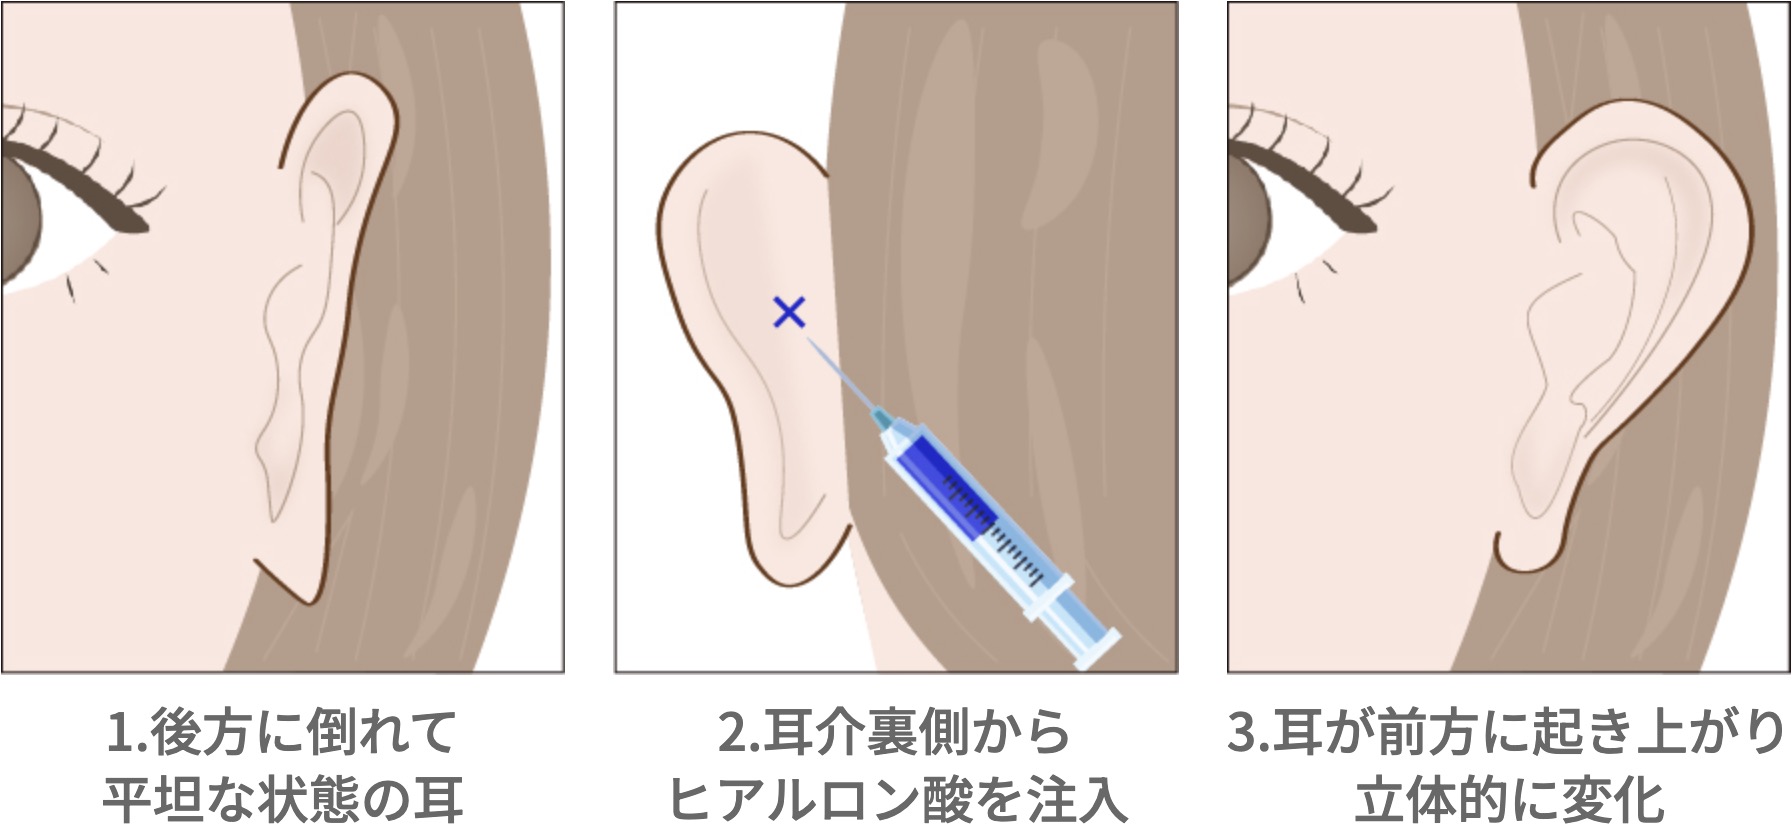 1.後方に倒れて
平坦な状態の耳
2.耳介裏側から
ヒアルロン酸を注入
3.耳が前方に起き上がり
立体的に変化